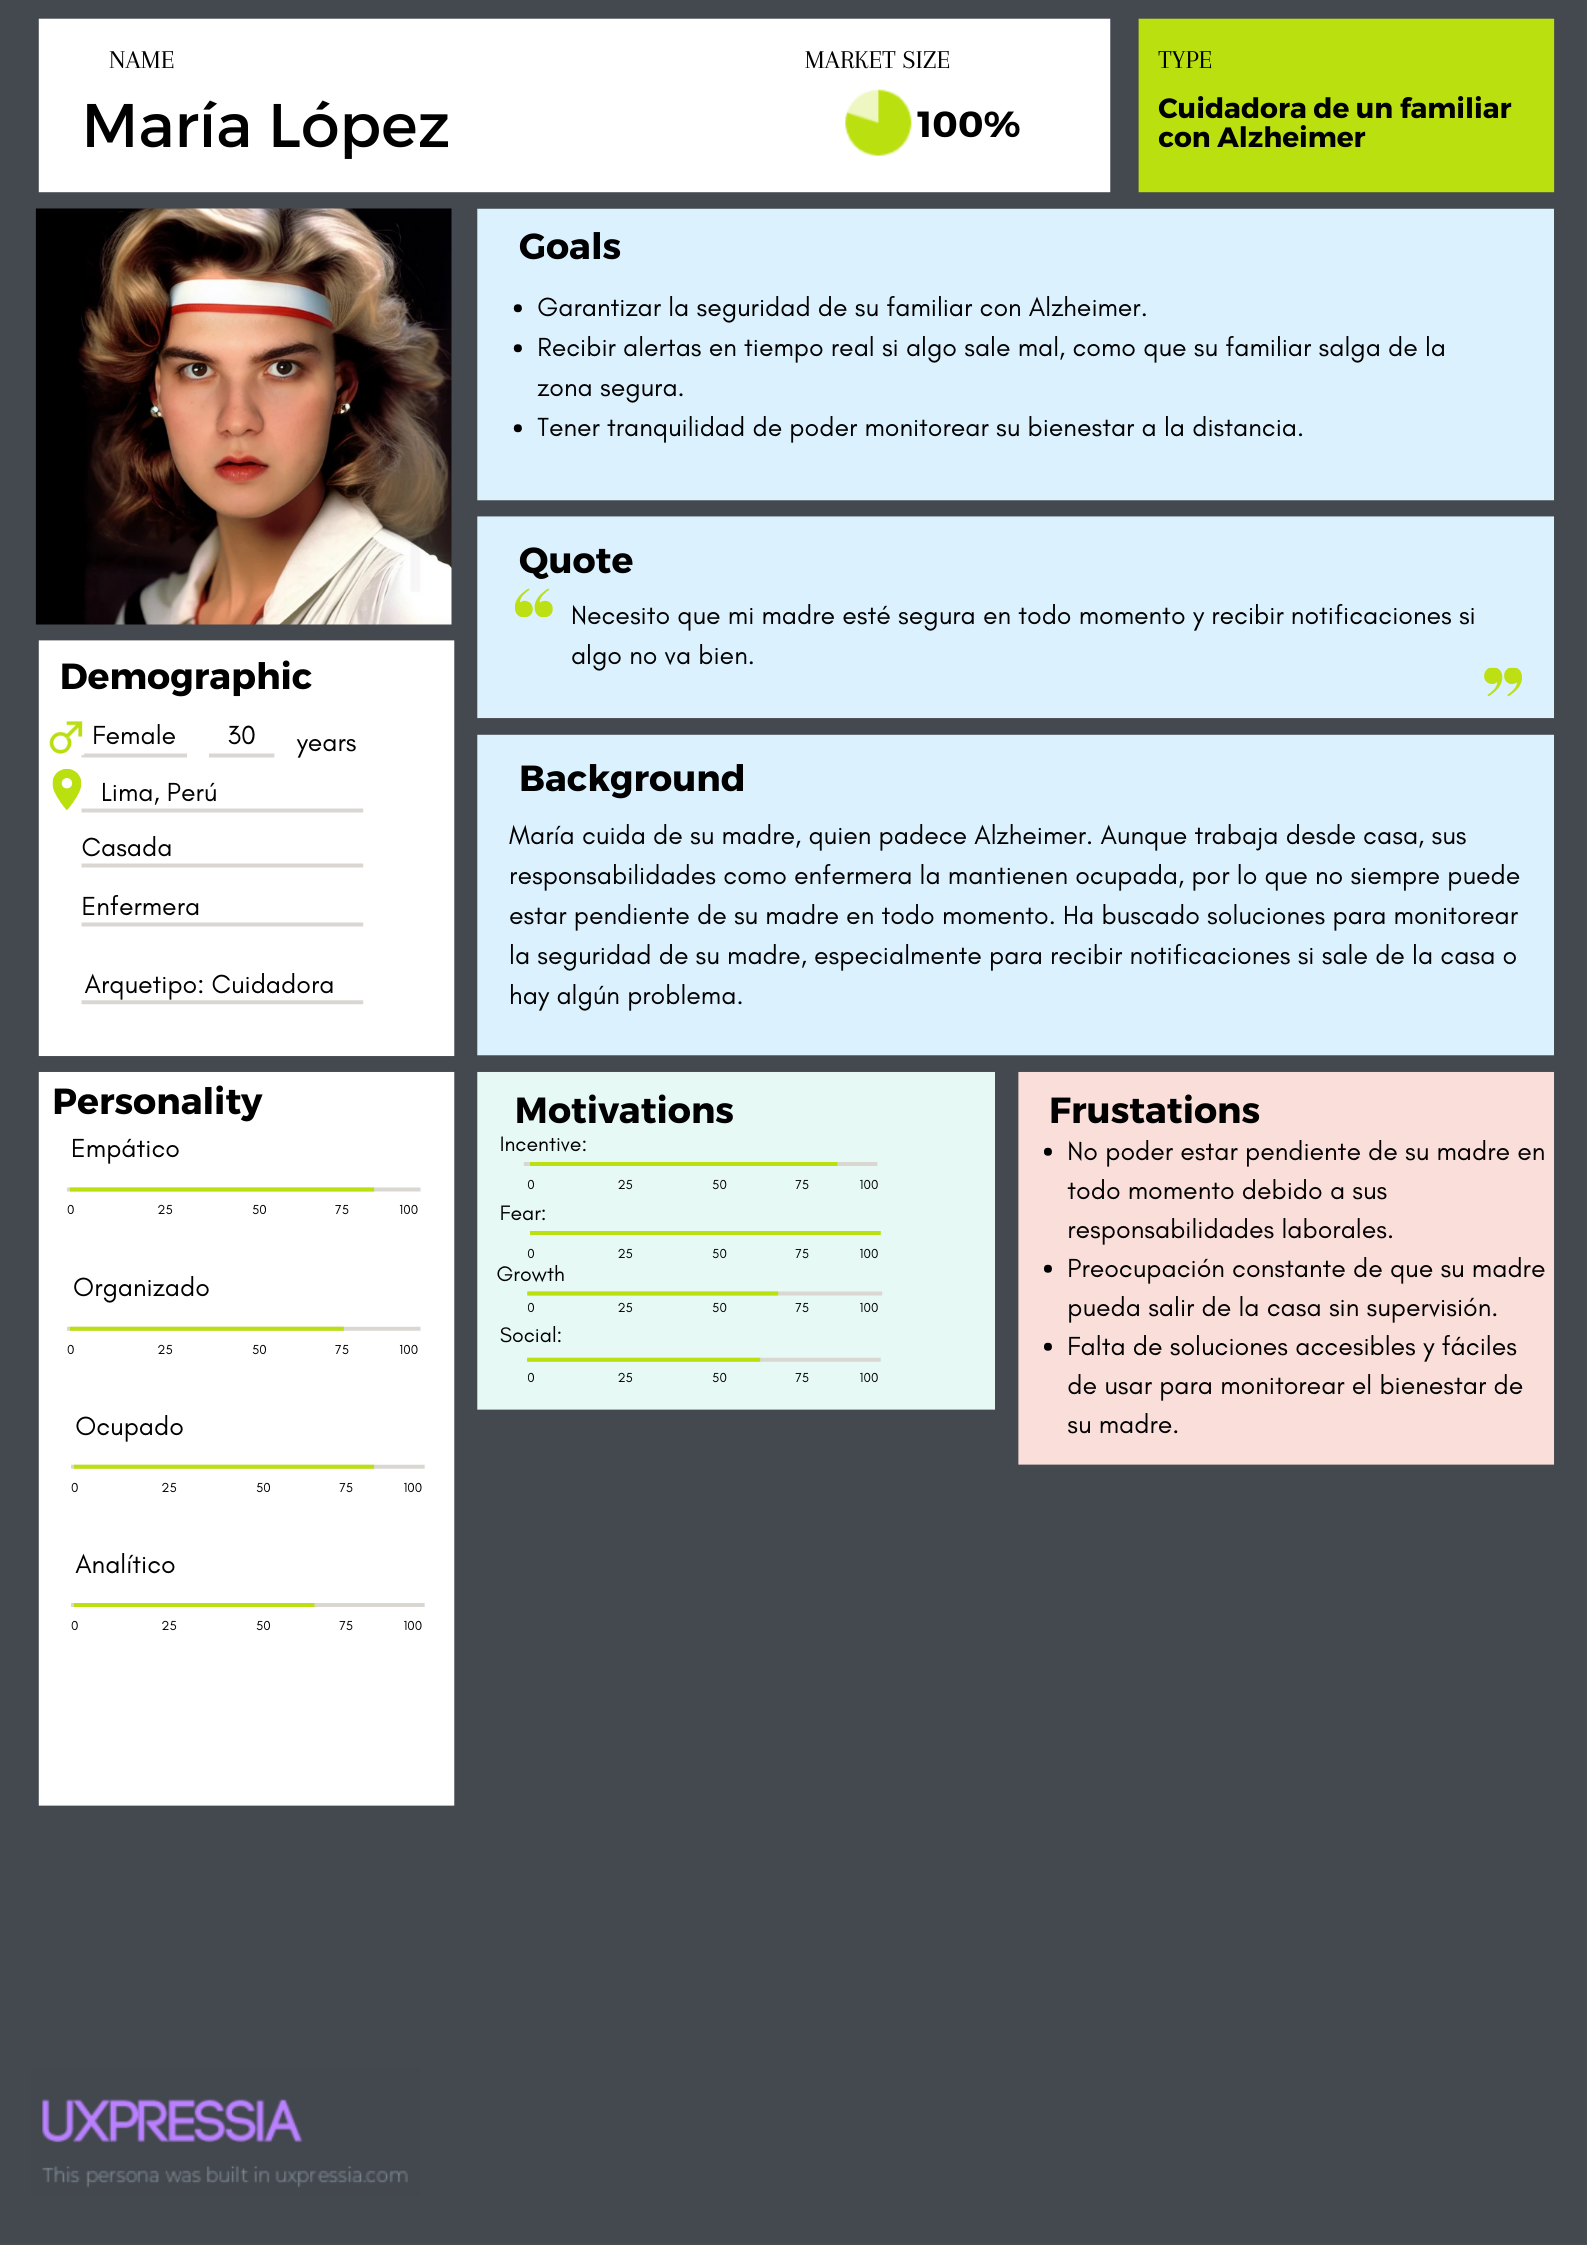 NAME
María López
MARKET SIZE
100%
TYPE
Cuidadora de un familiar
con Alzheimer
Goals
• Garantizar la seguridad de su familiar con Alzheimer.
• Recibir alertas en tiempo real si algo sale mal, como que su familiar salga de la
zona segura.
• Tener tranquilidad de poder monitorear su bienestar a la distancia.
Quote
“
Necesito que mi madre esté segura en todo momento y recibir notificaciones si
algo no va bien.
”
Demographic
Female 30 years
Lima, Perú
Casada
Enfermera
Arquetipo: Cuidadora
Background
María cuida de su madre, quien padece Alzheimer. Aunque trabaja desde casa, sus
responsabilidades como enfermera la mantienen ocupada, por lo que no siempre puede
estar pendiente de su madre en todo momento. Ha buscado soluciones para monitorear
la seguridad de su madre, especialmente para recibir notificaciones si sale de la casa o
hay algún problema.
Personality
Empático
0 25 50 75 100
Organizado
0 25 50 75 100
Ocupado
0 25 50 75 100
Analítico
0 25 50 75 100
Motivations
Incentive:
0 25 50 75 100
Fear:
0 25 50 75 100
Growth
0 25 50 75 100
Social:
0 25 50 75 100
Frustations
• No poder estar pendiente de su madre en
todo momento debido a sus
responsabilidades laborales.
• Preocupación constante de que su madre
pueda salir de la casa sin supervisión.
• Falta de soluciones accesibles y fáciles
de usar para monitorear el bienestar de
su madre.
UXPRESSIA
This persona was built in uxpressia.com